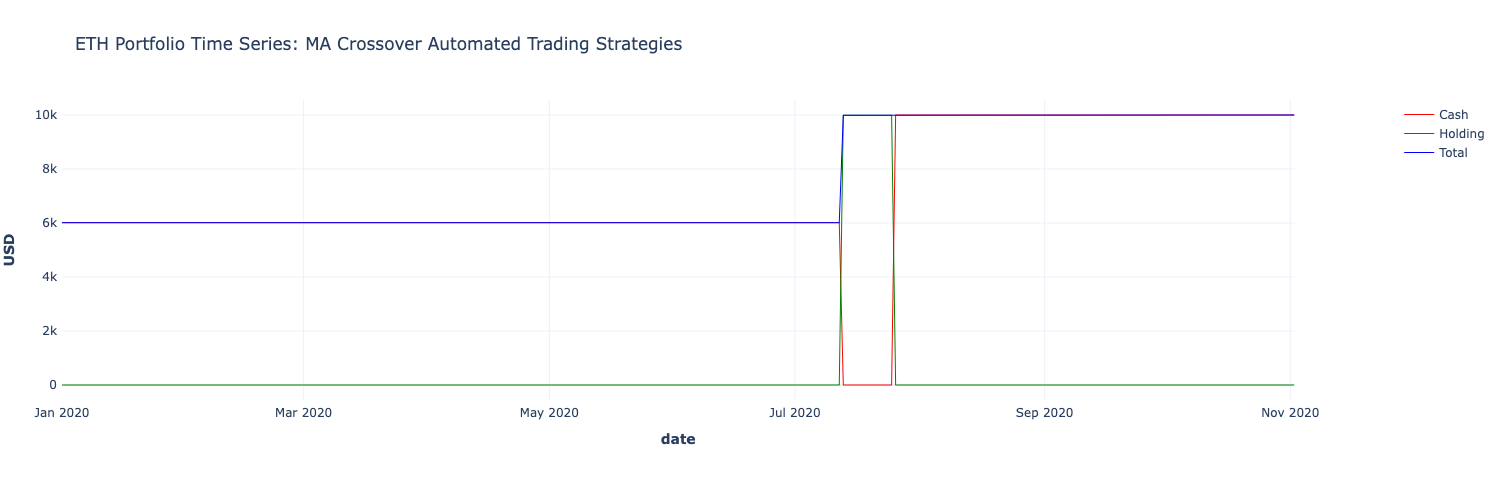 ETH Portfolio Time Series: MA Crossover Automated Trading Strategies
10k
8k
6k
4k
2k
0
USD
Jan 2020
Mar 2020
May 2020
Jul 2020
Sep 2020
Nov 2020
date
Cash
Holding
Total